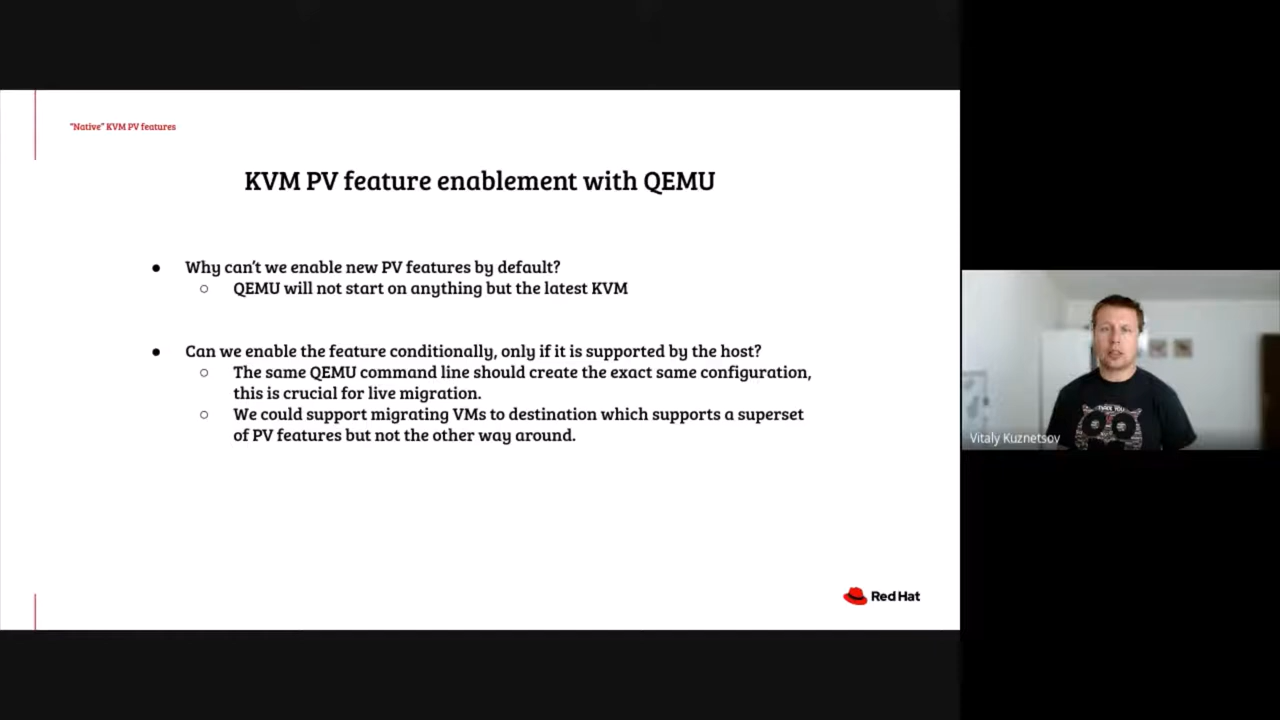 "Native" KVM PV features
KVM PV feature enablement with QEMU
● Why can't we enable new PV features by default?
○ QEMU will not start on anything but the latest KVM
● Can we enable the feature conditionally, only if it is supported by the host?
○ The same QEMU command line should create the exact same configuration,
this is crucial for live migration.
○ We could support migrating VMs to destination which supports a superset
of PV features but not the other way around.
Red Hat
Vitaly Kuznetsov